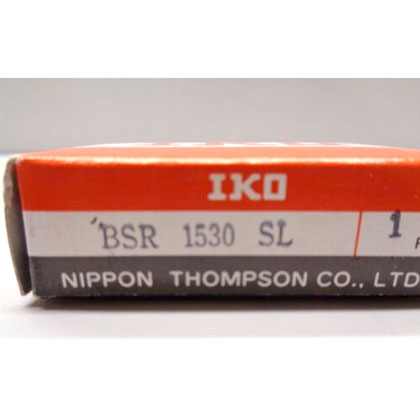 IKO
BSR 1530 SL 1
NIPPON THOMPSON CO., LTD